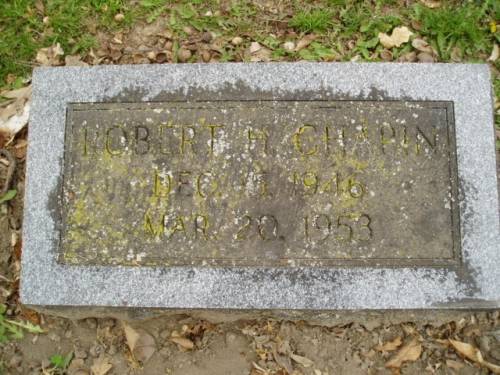 ROBERT H. CHAPIN
DEC. 1946
MAR. 20. 1953